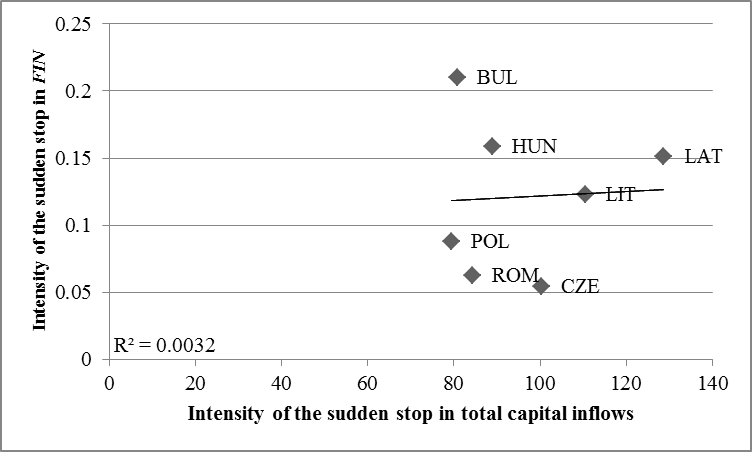 0.25
0.2
0.15
0.1
0.05
0
Intensity of the sudden stop in FIN
BUL
HUN
LAT
LIT
POL
ROM
CZE
R² = 0.0032
0 20 40 60 80 100 120 140
Intensity of the sudden stop in total capital inflows